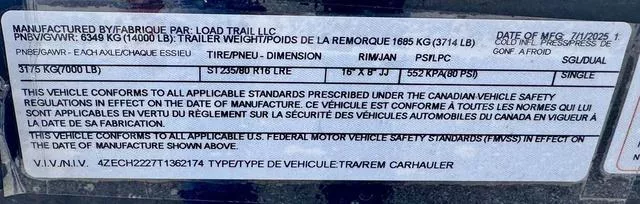 MANUFACTURED BY/FABRIQUE PAR: LOAD TRAIL LLC DATE OF MFG 7/1/2025 1
PNBV/GVWR: 6349 KG (14000 LB): TRAILER WEIGHT/POIDS DE LA REMORQUE 1685 KG (3714 LB) COLD INFL. PRESS/PRESS DE
PNBE/GAWR - EACH AXLE/CHAQUE ESSIEU TIRE/PNEU - DIMENSION RIM/JAN PSI/LPC GONF. A FROID SGL/DUAL
3175 KG(7000 LB) ST235/80 R16 LRE 16" X 6" JJ 552 KPA(80 PSI) SINGLE
THIS VEHICLE CONFORMS TO ALL APPLICABLE STANDARDS PRESCRIBED UNDER THE CANADIAN VEHICLE SAFETY
REGULATIONS IN EFFECT ON THE DATE OF MANUFACTURE. CE VÉHICULE EST CONFORME À TOUTES LES NORMES QUI LUI
SONT APPLICABLES EN VERTU DU RÈGLEMENT SUR LA SÉCURITÉ DES VÉHICULES AUTOMOBILES DU CANADA EN VIGUEUR À
LA DATE DE SA FABRICATION.
THIS VEHICLE CONFORMS TO ALL APPLICABLE U.S. FEDERAL MOTOR VEHICLE SAFETY STANDARDS (FMVSS) IN EFFECT ON
THE DATE OF MANUFACTURE SHOWN ABOVE.
V.I.V./N.I.V. 4ZECH2227T1362174 TYPE/TYPE DE VEHICULE:TRA/REM CARHAULER